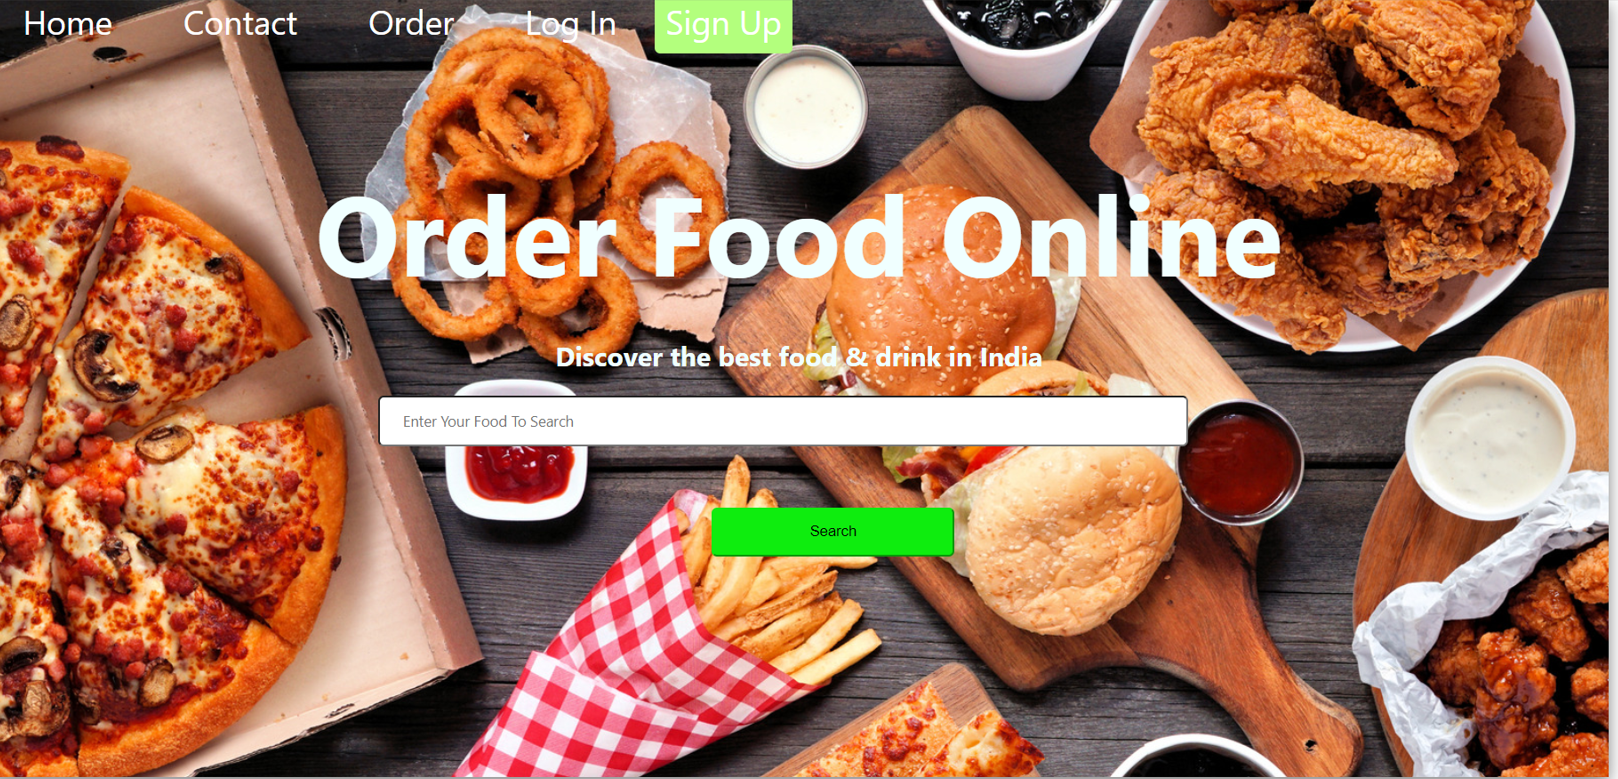 Home Contact Order Log In Sign Up
Order Food Online
Discover the best food & drink in India
Enter Your Food To Search
Search